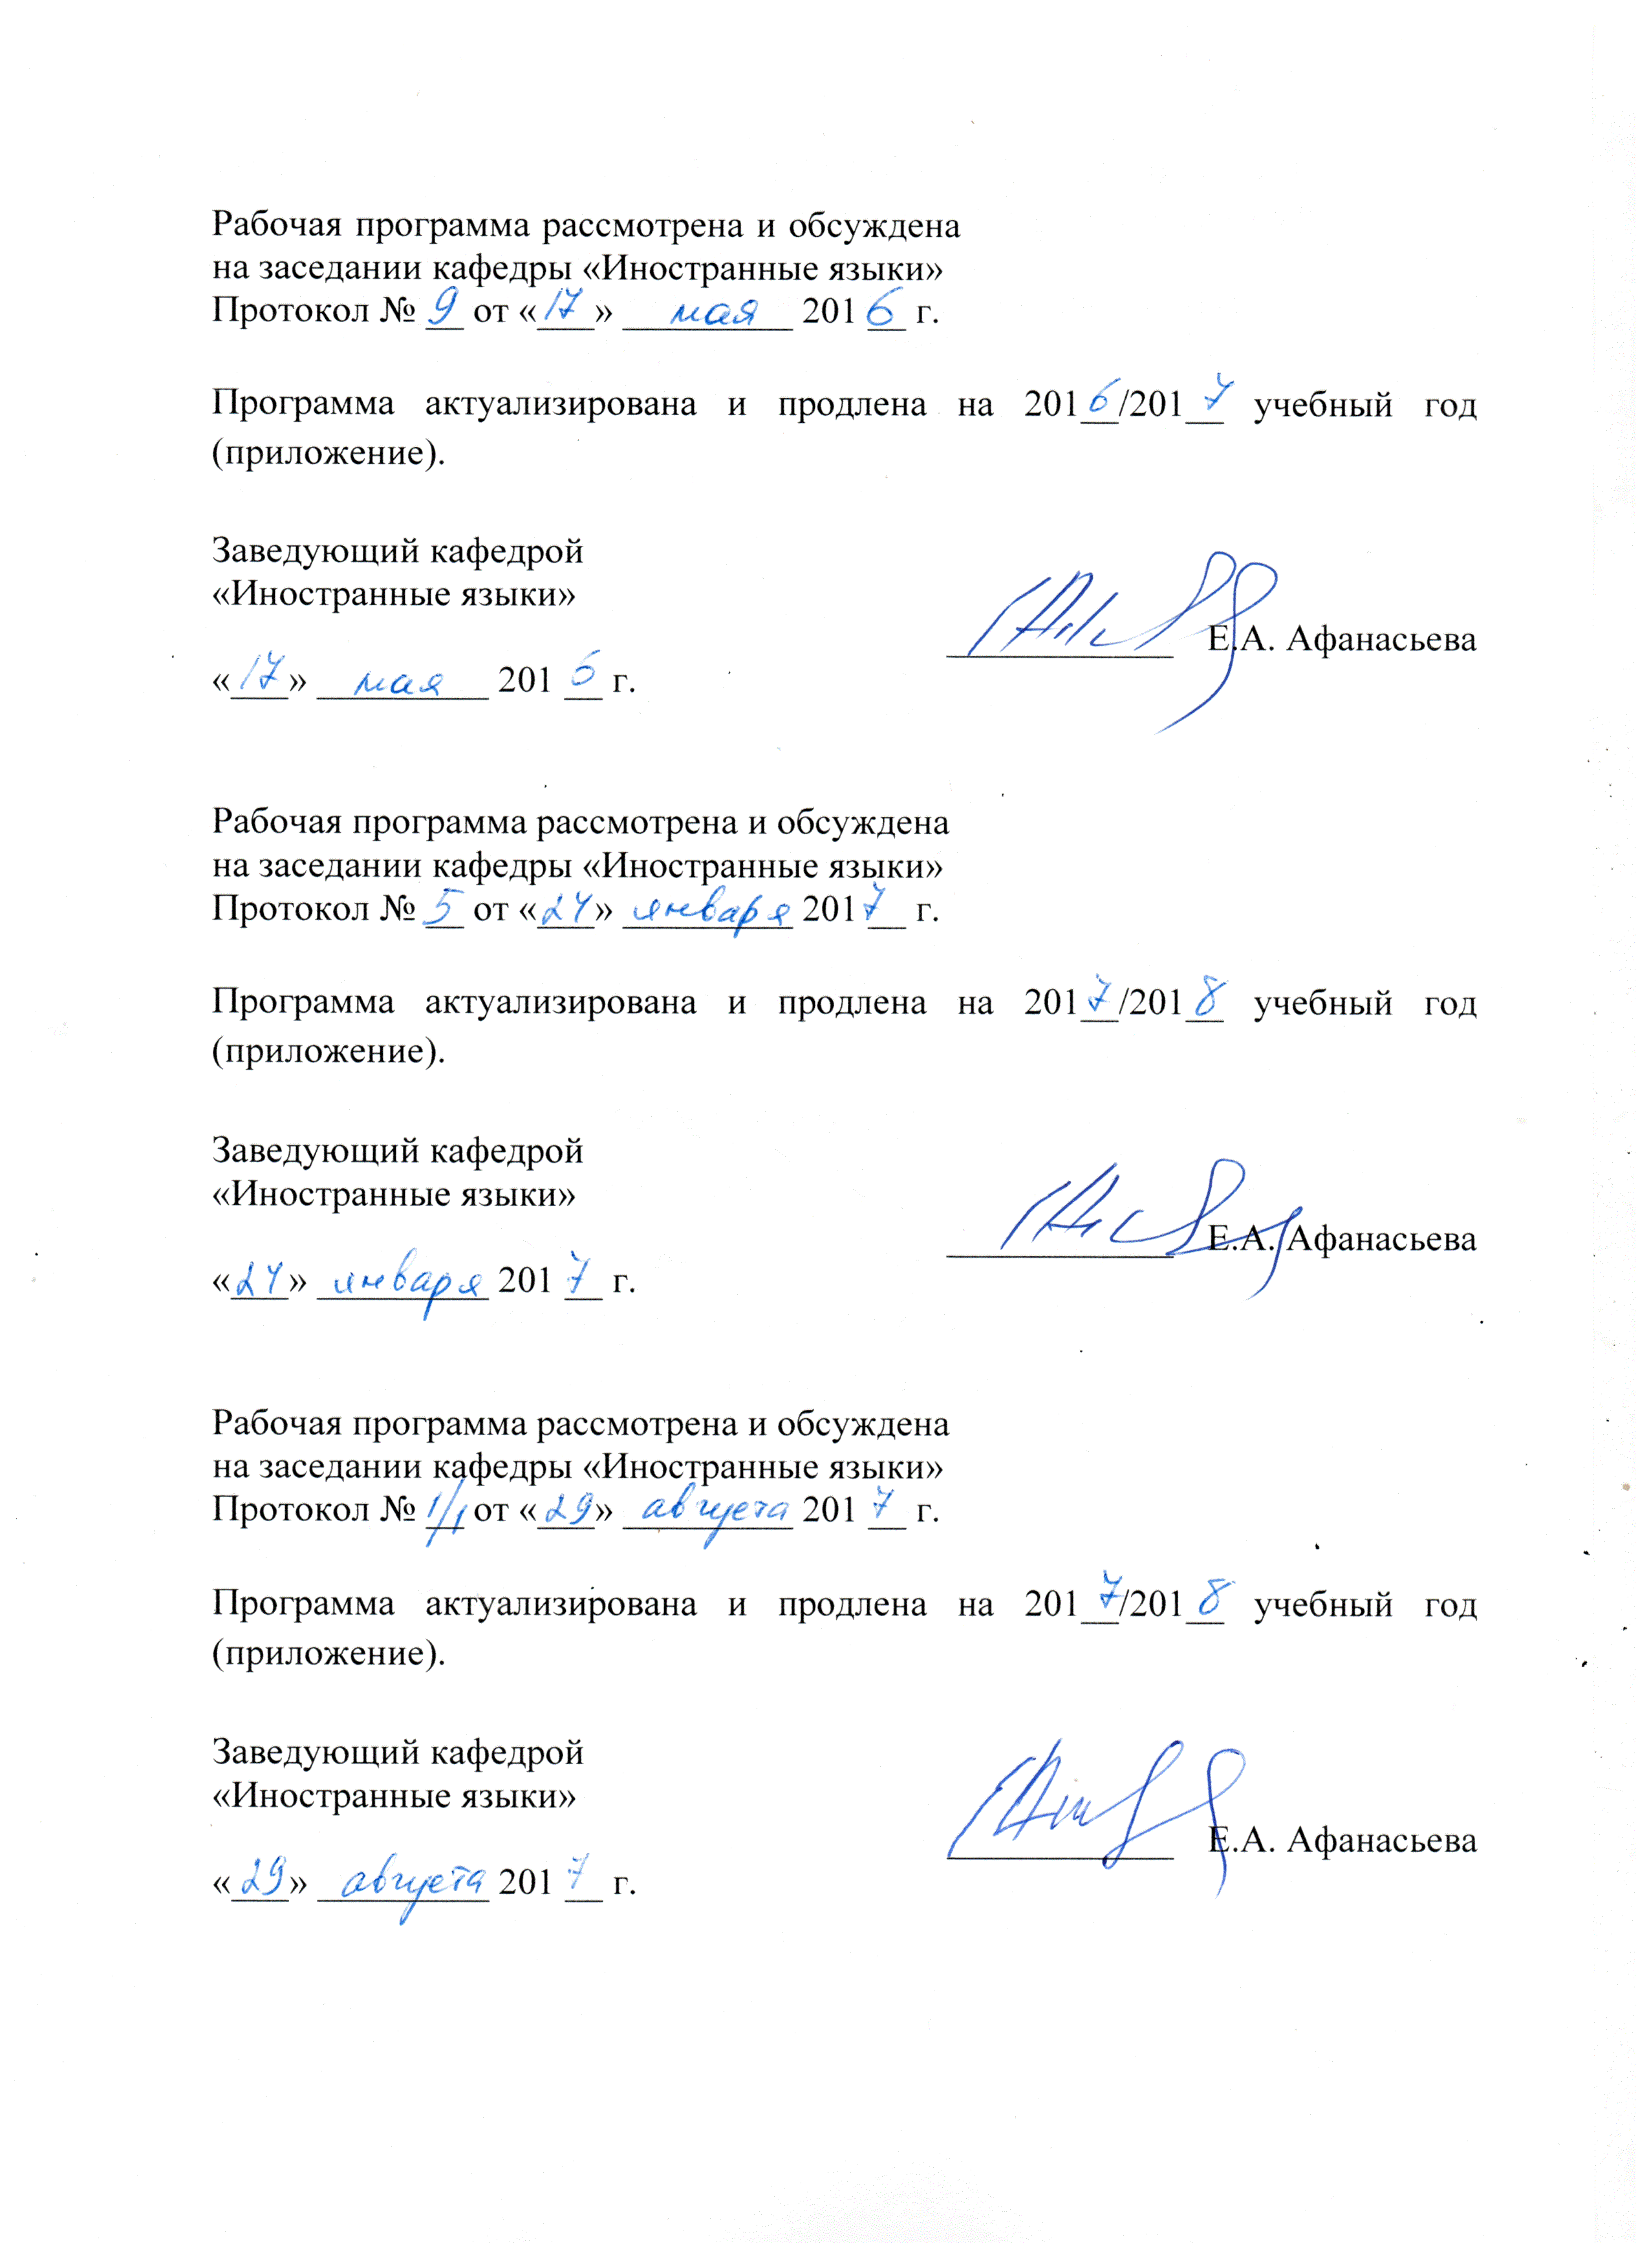 Рабочая программа рассмотрена и обсуждена
на заседании кафедры «Иностранные языки»
Протокол № 9 от «17» мая 2016 г.
Программа актуализирована и продлена на 2016/2017 учебный год
(приложение).
Заведующий кафедрой
«Иностранные языки»
Е.А. Афанасьева
«17» мая 2016 г.
Рабочая программа рассмотрена и обсуждена
на заседании кафедры «Иностранные языки»
Протокол № 5 от «24» января 2017 г.
Программа актуализирована и продлена на 2017/2018 учебный год
(приложение).
Заведующий кафедрой
«Иностранные языки»
Е.А. Афанасьева
«24» января 2017 г.
Рабочая программа рассмотрена и обсуждена
на заседании кафедры «Иностранные языки»
Протокол № 1/1 от «29» августа 2017 г.
Программа актуализирована и продлена на 2017/2018 учебный год
(приложение).
Заведующий кафедрой
«Иностранные языки»
Е.А. Афанасьева
«29» августа 2017 г.